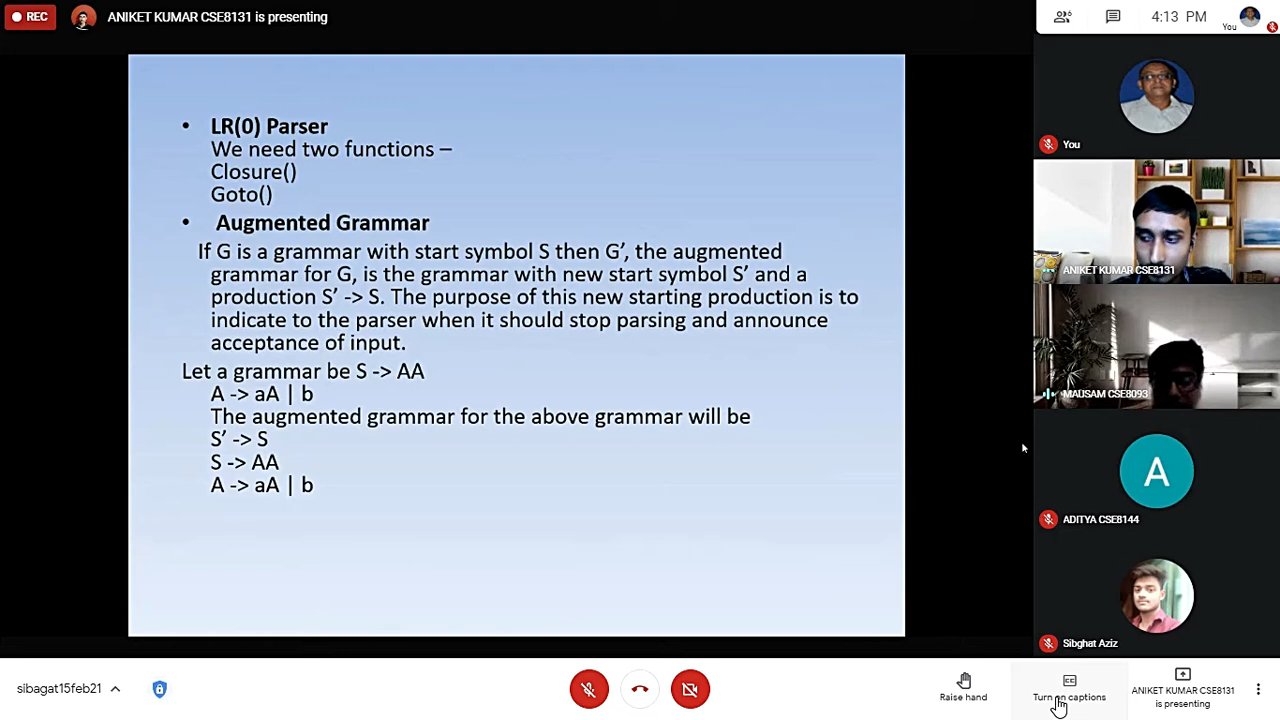 REC
ANIKET KUMAR CSE8131 is presenting
6
4:13 PM
You
• LR(0) Parser
We need two functions –
Closure()
Goto()
• Augmented Grammar
If G is a grammar with start symbol S then G’, the augmented
grammar for G, is the grammar with new start symbol S’ and a
production S’ -> S. The purpose of this new starting production is to
indicate to the parser when it should stop parsing and announce
acceptance of input.
Let a grammar be S -> AA
A -> aA | b
The augmented grammar for the above grammar will be
S’ -> S
S -> AA
A -> aA | b
You
ANIKET KUMAR CSE8131
MAUSAM CSE8093
A
ADITYA CSE8144
Sibghat Aziz
sibagat15feb21
Raise hand
CC
Turn on captions
ANIKET KUMAR CSE8131
is presenting